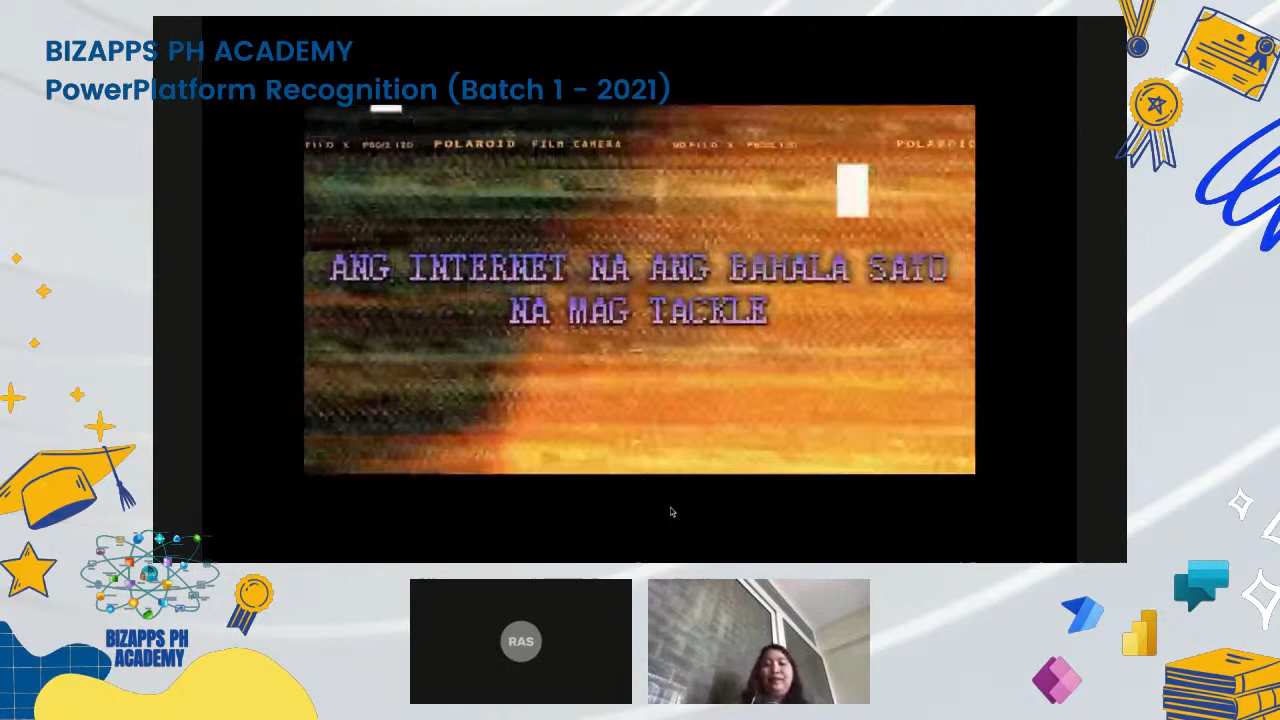 BIZAPPS PH ACADEMY
PowerPlatform Recognition (Batch 1 - 2021)
POLAROID FILM CAMERA
ANG INTERNET NA ANG BAHALA SAYO
NA MAG TACKLE
RAS
BIZAPPS PH
ACADEMY